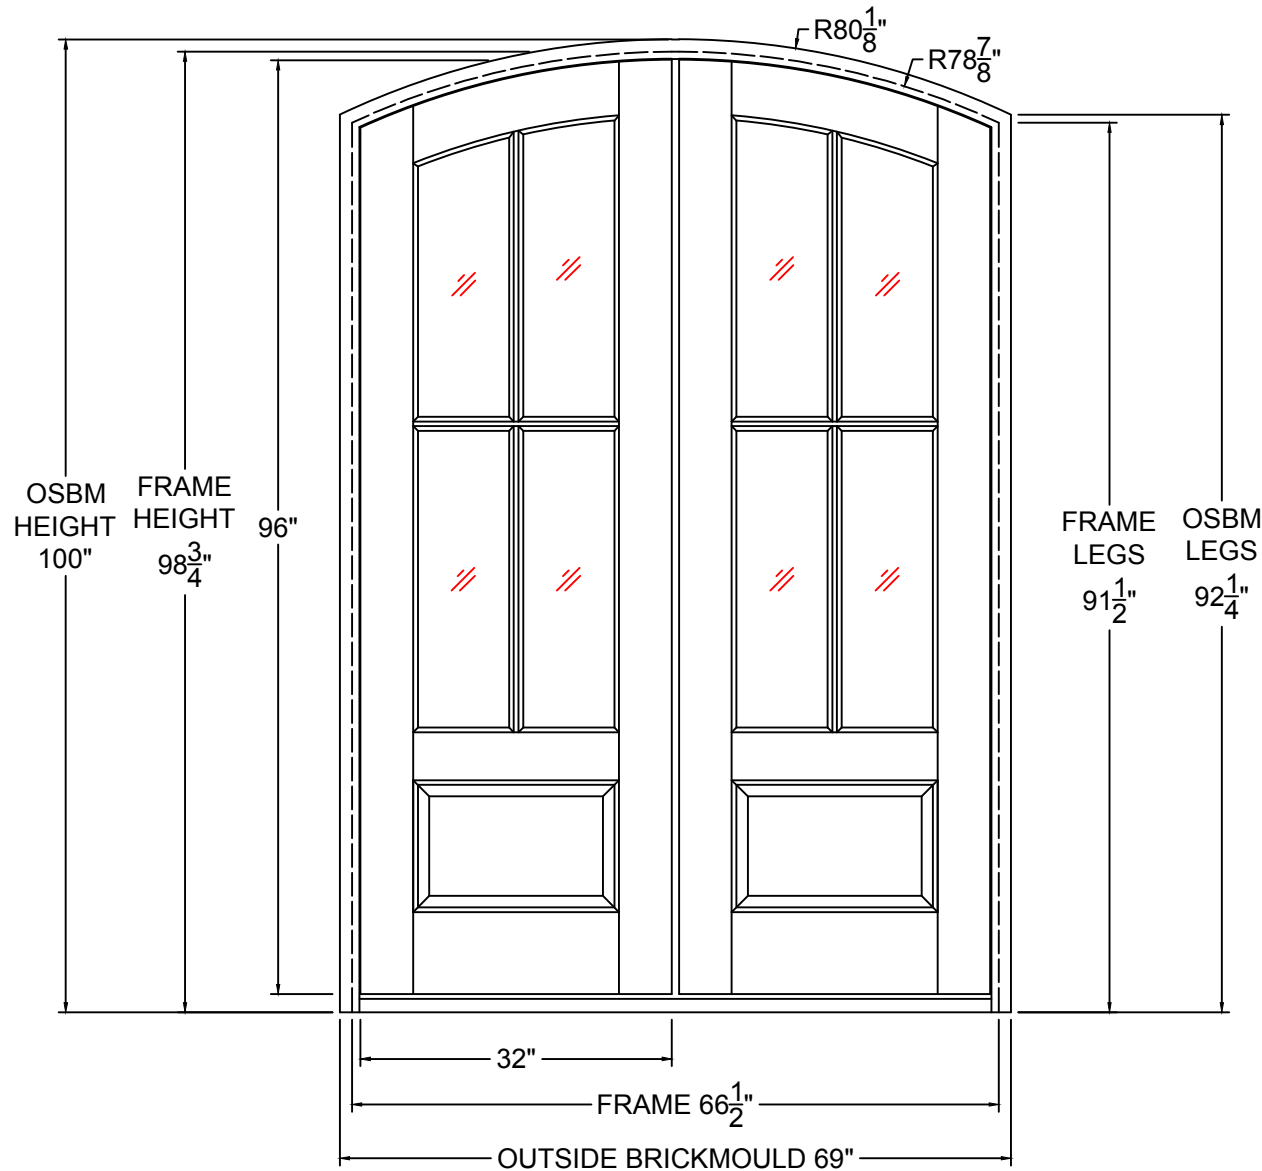 R80 1/8"
R78 7/8"
OSBM
HEIGHT
100"
FRAME
HEIGHT
98 3/4"
96"
FRAME
LEGS
91 1/2"
OSBM
LEGS
92 1/4"
32"
FRAME 66 1/2"
OUTSIDE BRICKMOULD 69"